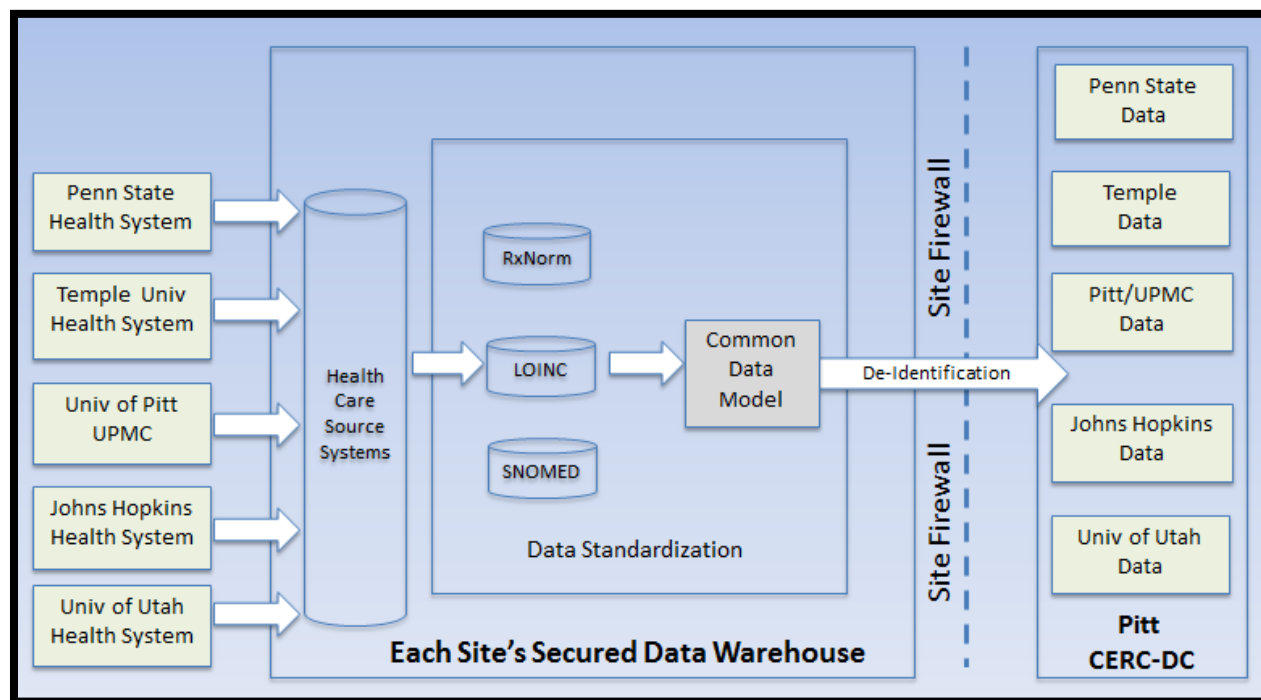 Penn State
Health System
Temple Univ
Health System
Univ of Pitt
UPMC
Johns Hopkins
Health System
Univ of Utah
Health System
Health
Care
Source
Systems
RxNorm
LOINC
SNOMED
Common
Data
Model
Data Standardization
Each Site's Secured Data Warehouse
De-Identification
Site Firewall
Site Firewall
Penn State
Data
Temple
Data
Pitt/UPMC
Data
Johns Hopkins
Data
Univ of Utah
Data
Pitt
CERC-DC